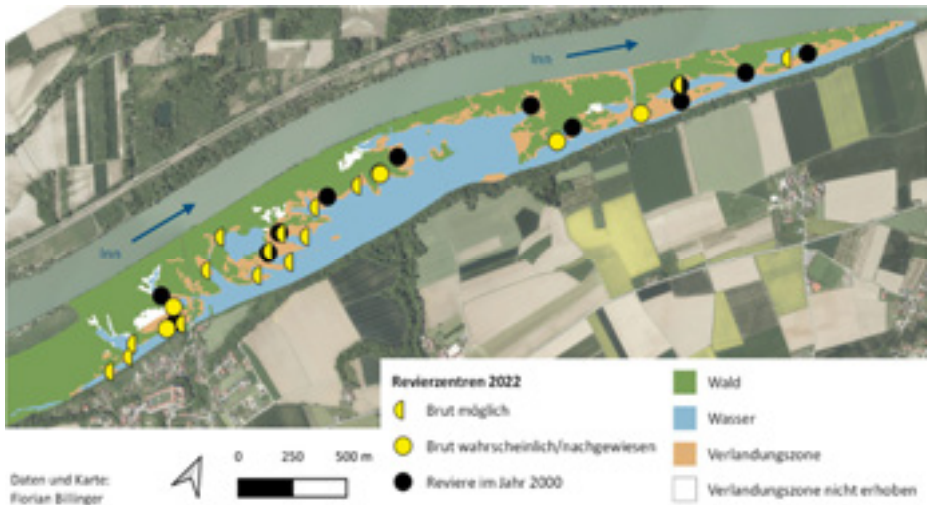 Inn
Inn
Revierzentren 2022
Brut möglich
Brut wahrscheinlich/nachgewiesen
Reviere im Jahr 2000
Wald
Wasser
Verlandungszone
Verlandungszone nicht erhoben
0 250 500 m
Daten und Karte:
Florian Billinger